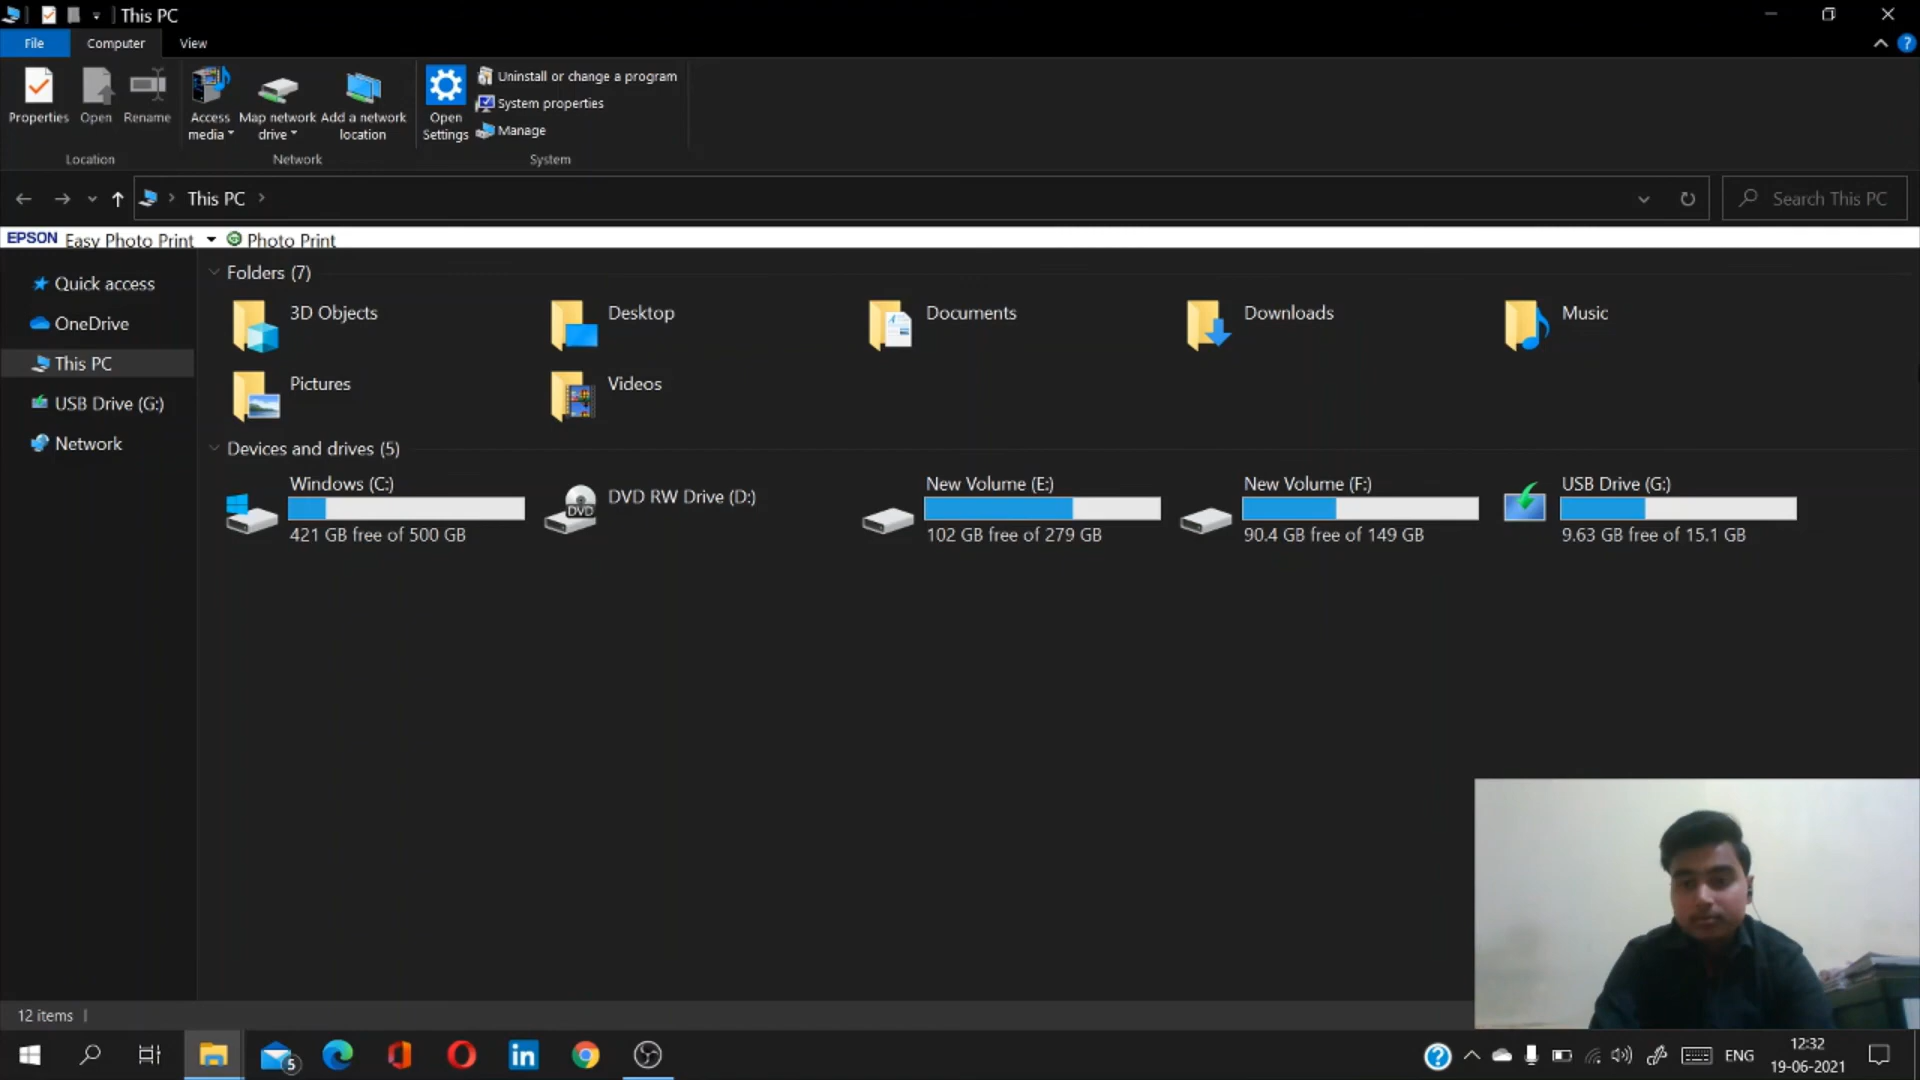 This PC
File Computer View
Properties Open Rename Access media Map network drive Add a network location Open Settings
Uninstall or change a program
System properties
Manage
Location Network System
This PC
Search This PC
EPSON Easy Photo Print Photo Print
Quick access
OneDrive
This PC
USB Drive (G:)
Network
Folders (7)
3D Objects Desktop Documents Downloads Music
Pictures Videos
Devices and drives (5)
Windows (C:)
421 GB free of 500 GB
DVD RW Drive (D:)
DVD
New Volume (E:)
102 GB free of 279 GB
New Volume (F:)
90.4 GB free of 149 GB
USB Drive (G:)
9.63 GB free of 15.1 GB
12 items
5
in
ENG
12:32
19-06-2021